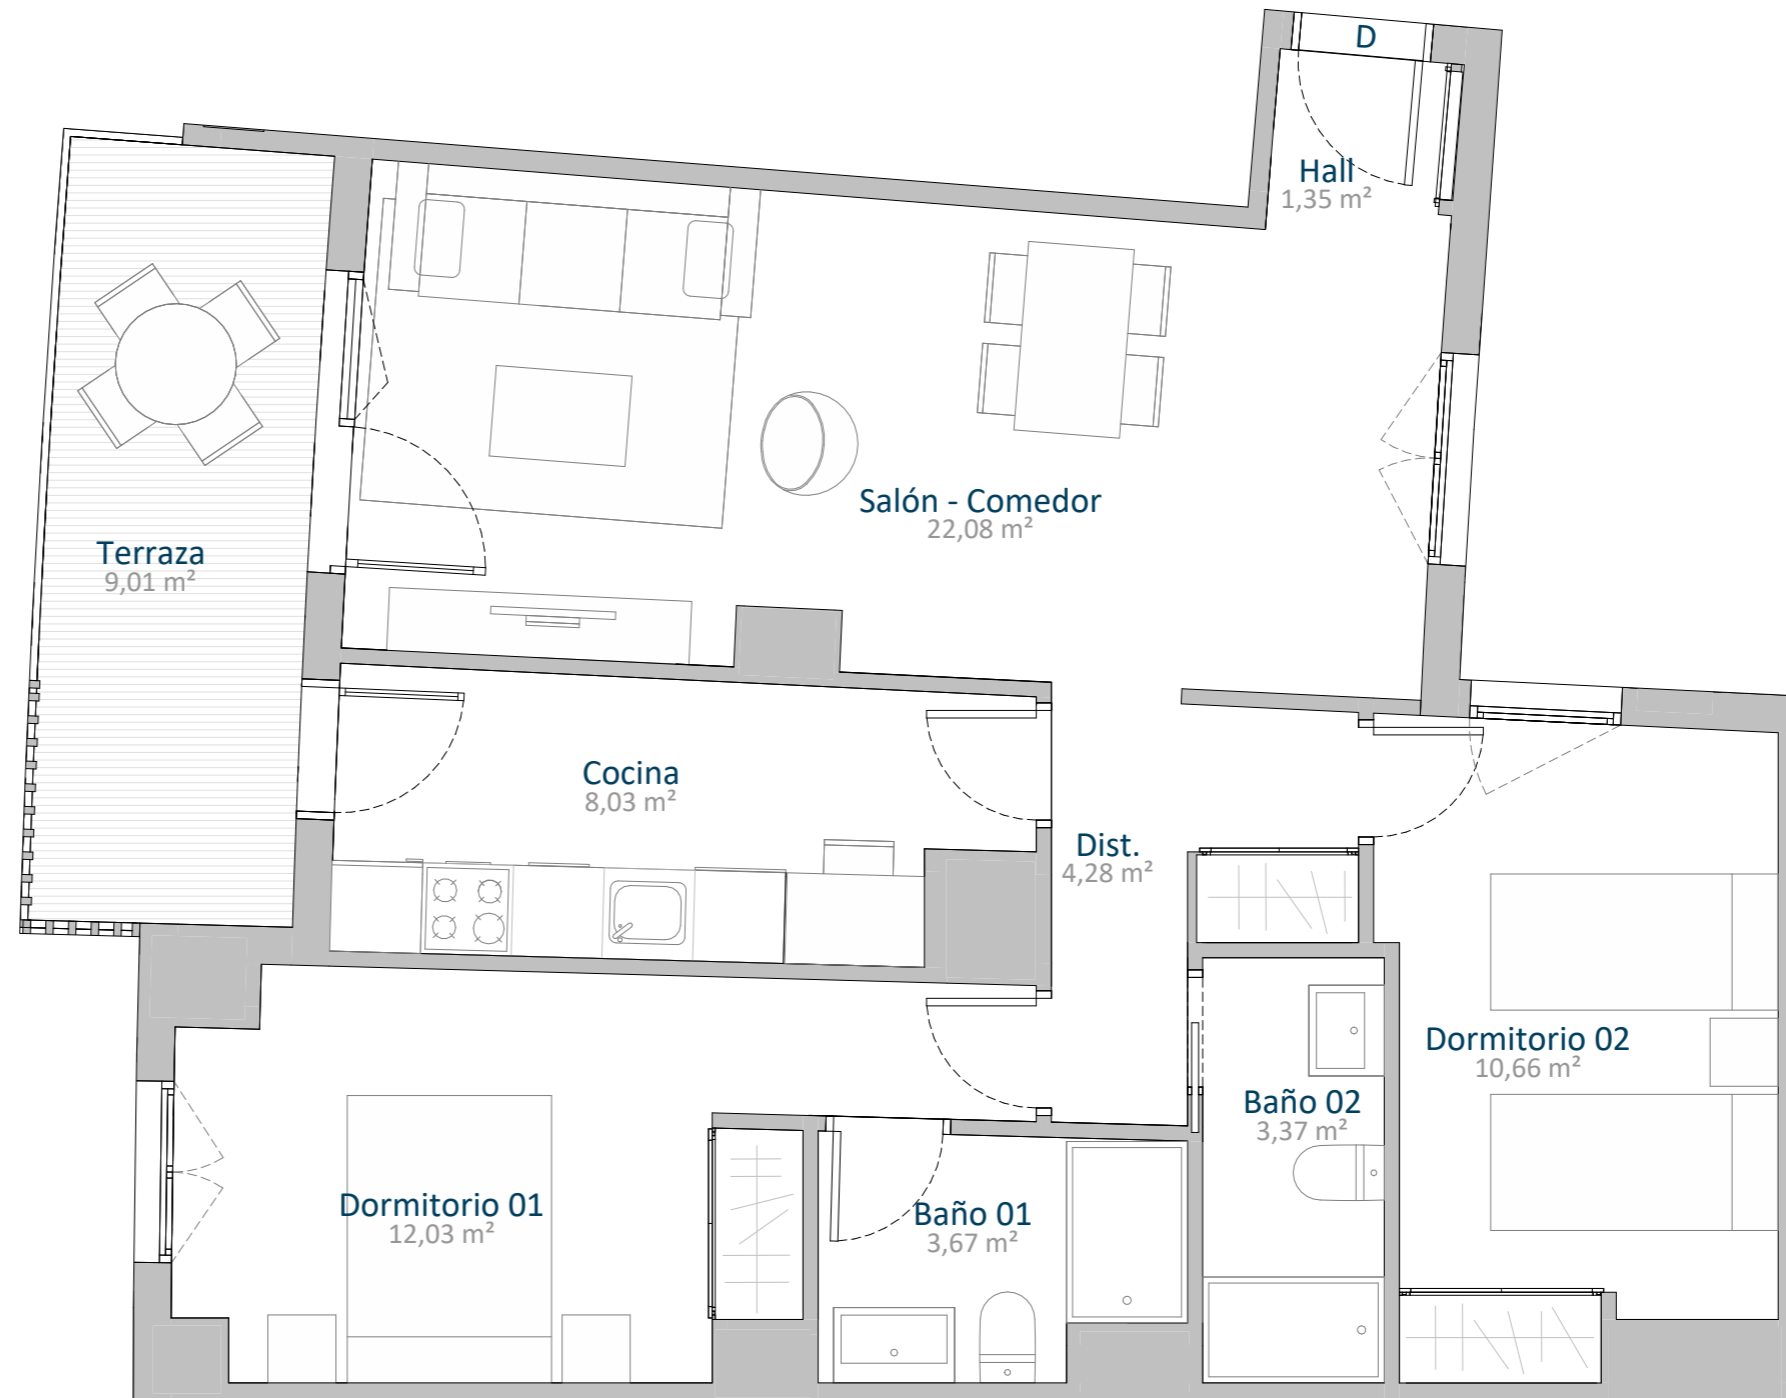 D
Hall
1,35 m²
Salón - Comedor
22,08 m²
Terraza
9,01 m²
Cocina
8,03 m²
Dist.
4,28 m²
Dormitorio 02
10,66 m²
Baño 02
3,37 m²
Dormitorio 01
12,03 m²
Baño 01
3,67 m²